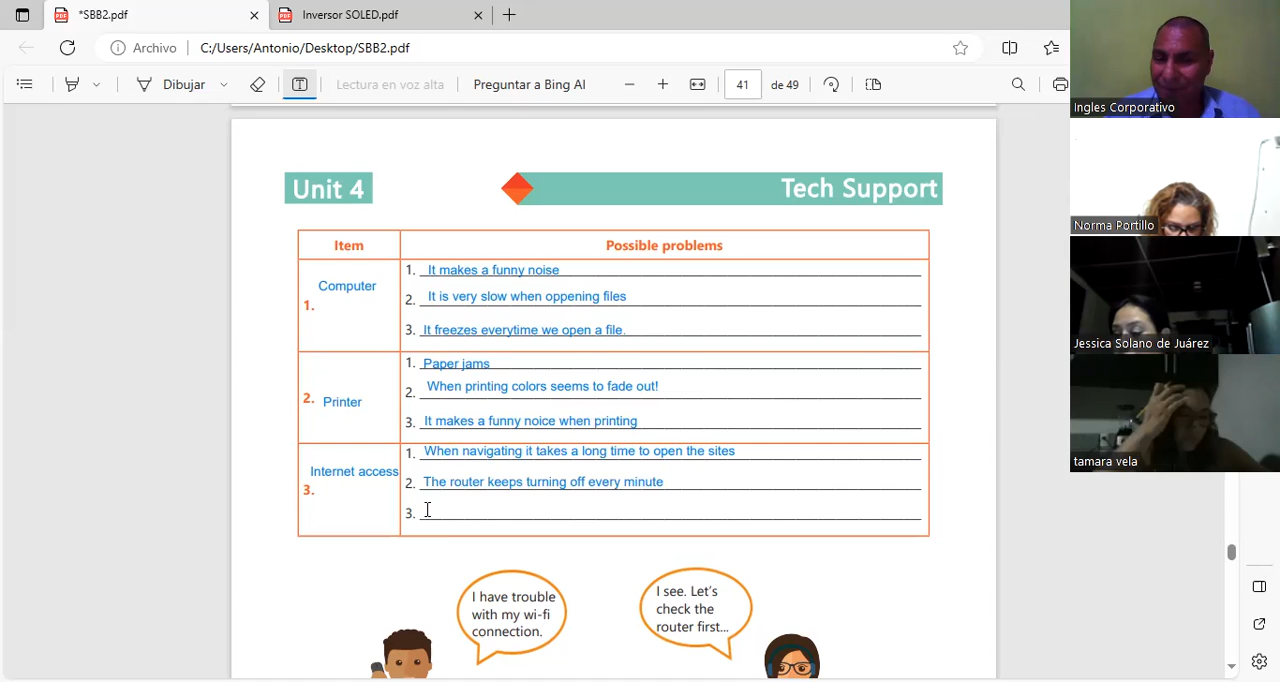 *SBB2.pdf
Inversor SOLED.pdf
Archivo
C:/Users/Antonio/Desktop/SBB2.pdf
Dibujar
Lectura en voz alta
Preguntar a Bing AI
41
de 49
Ingles Corporativo
Norma Portillo
Jessica Solano de Juárez
tamara vela
Unit 4
Tech Support
Item
Possible problems
Computer
1.
1. It makes a funny noise
2. It is very slow when oppening files
3. It freezes everytime we open a file.
2. Printer
1. Paper jams
2. When printing colors seems to fade out!
3. It makes a funny noice when printing
Internet access
3.
1. When navigating it takes a long time to open the sites
2. The router keeps turning off every minute
3.
I have trouble
with my wi-fi
connection.
I see. Let's
check the
router first...